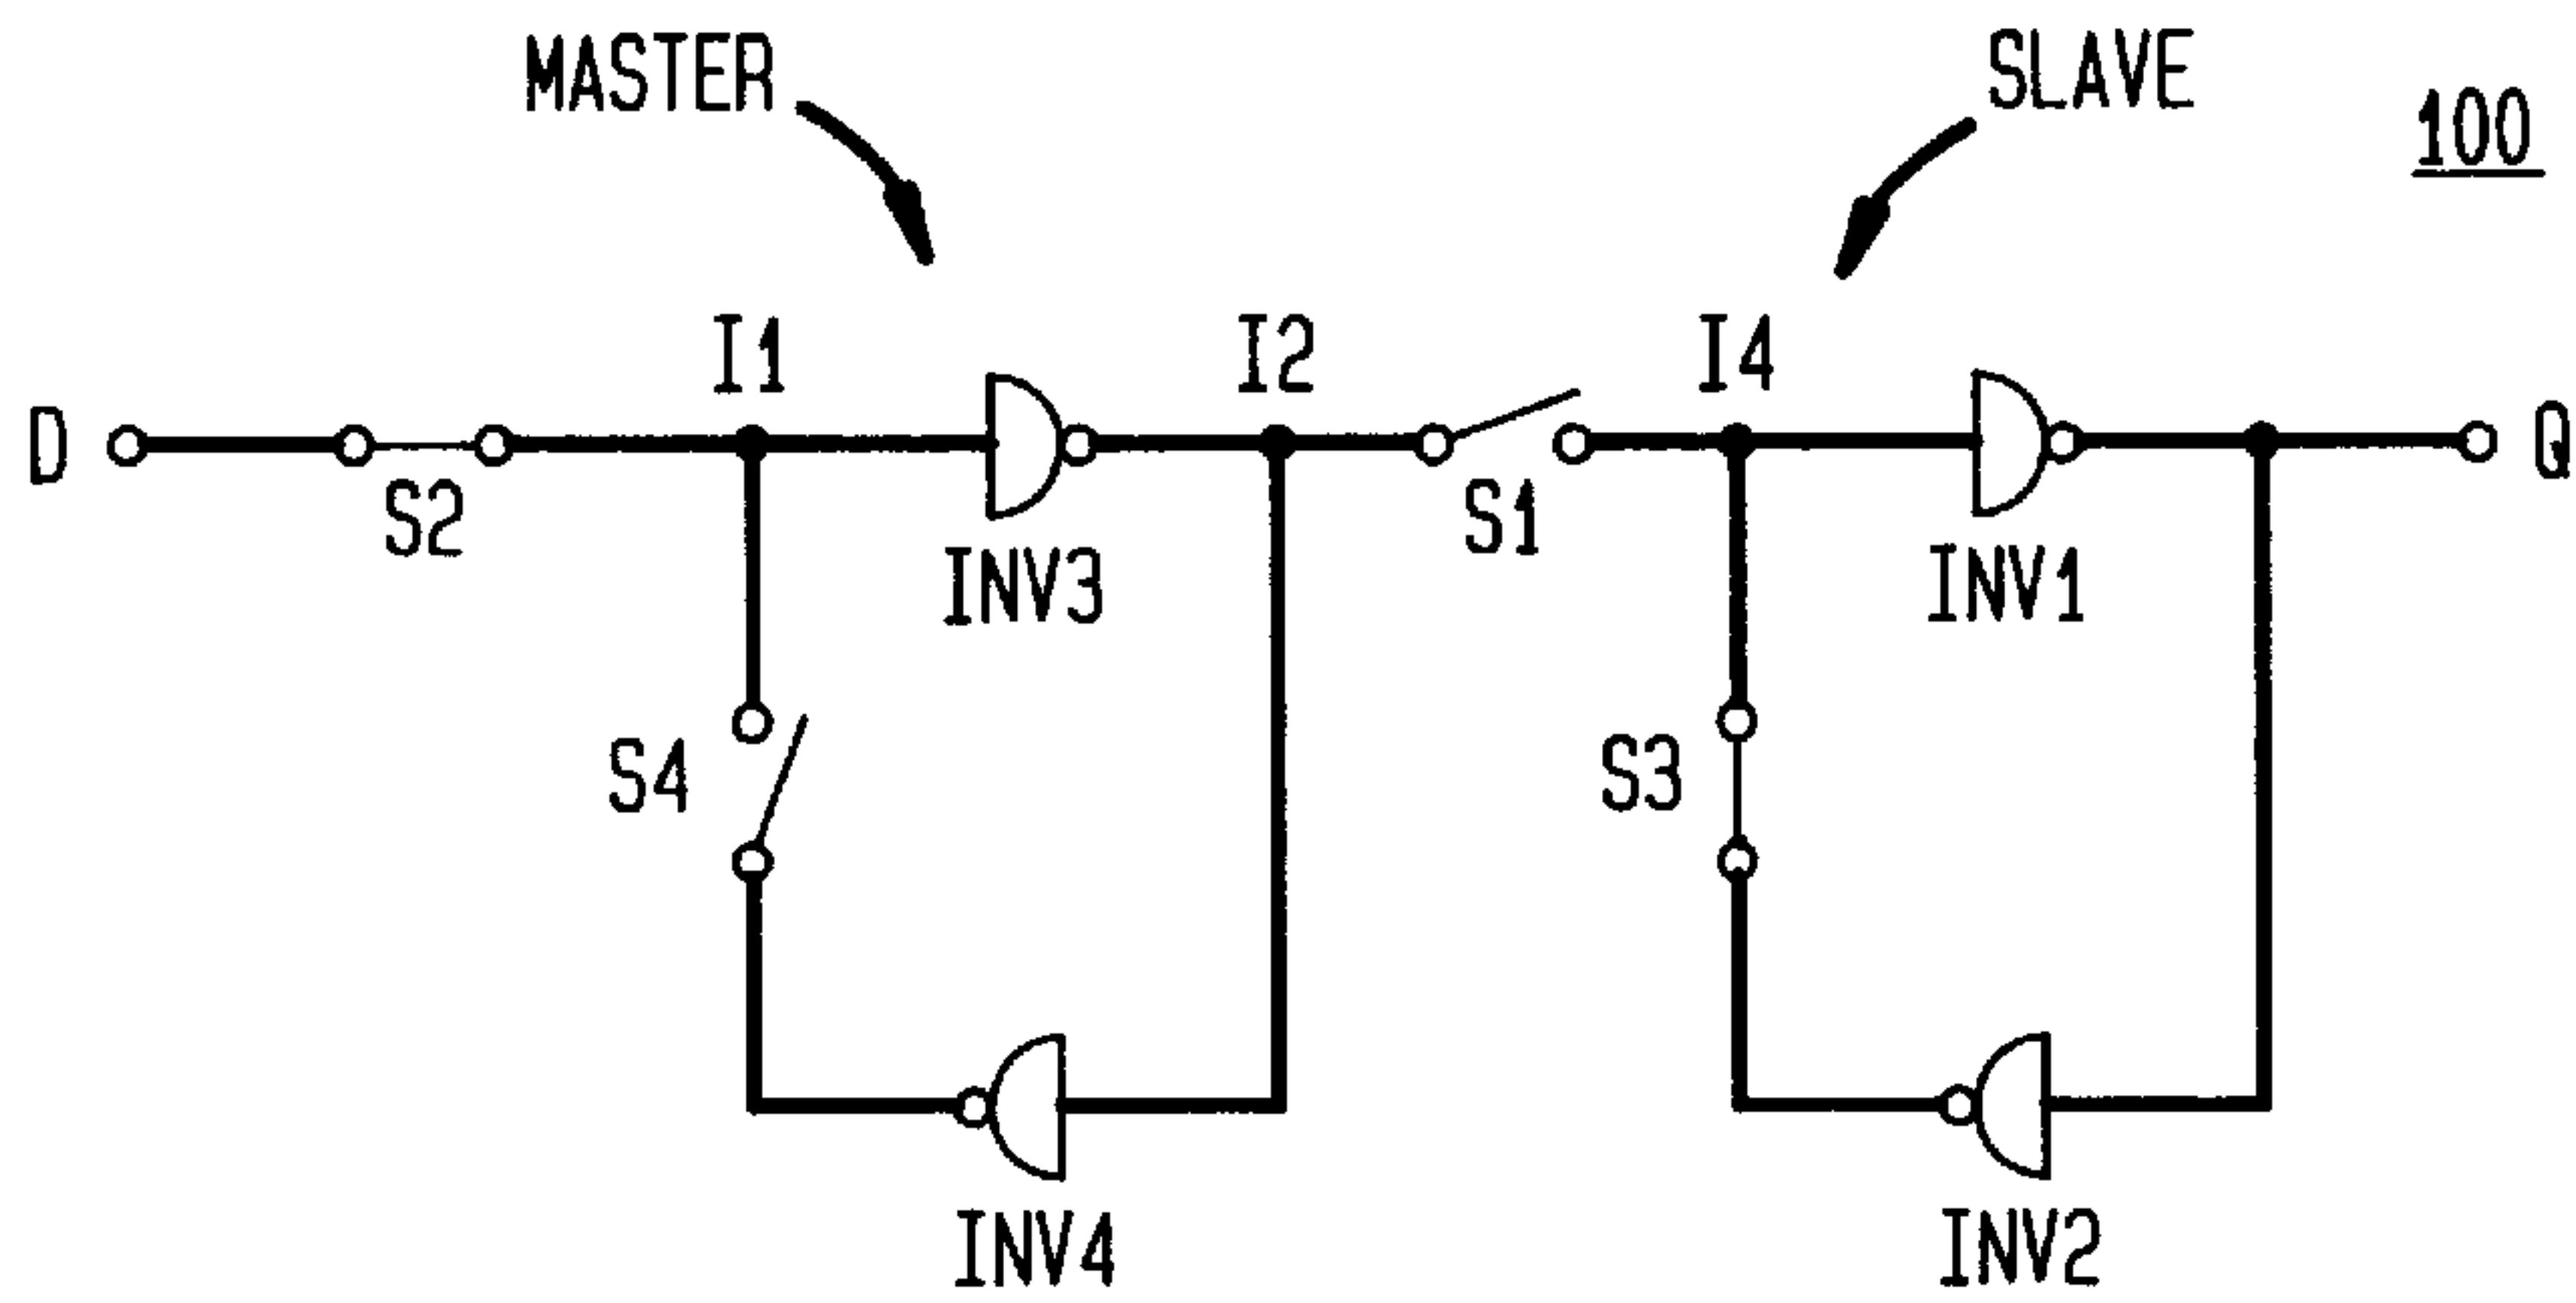 MASTER
SLAVE
100
I1
I2
I4
D
Q
S2
S1
INV3
INV1
S4
S3
INV4
INV2